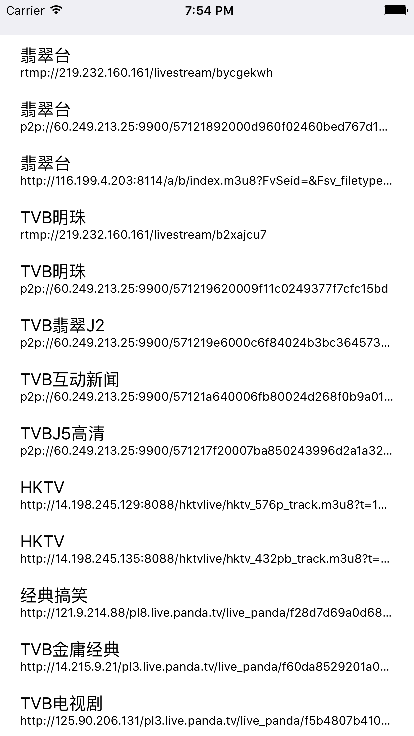 Carrier 7:54 PM
翡翠台
rtmp://219.232.160.161/livestream/bycgekwh
翡翠台
p2p://60.249.213.25:9900/57121892000d960f02460bed767d1...
翡翠台
http://116.199.4.203:8114/a/b/index.m3u8?FvSeid=&Fsv_filetype...
TVB明珠
rtmp://219.232.160.161/livestream/b2xajcu7
TVB明珠
p2p://60.249.213.25:9900/571219620009f11c0249377f7cfc15bd
TVB翡翠J2
p2p://60.249.213.25:9900/571219e6000c6f84024b3bc364573...
TVB互动新闻
p2p://60.249.213.25:9900/57121a640006fb80024d268f0b9a01...
TVBJ5高清
p2p://60.249.213.25:9900/571217f20007ba850243996d2a1a32...
HKTV
http://14.198.245.129:8088/hktvlive/hktv_576p_track.m3u8?t=1...
HKTV
http://14.198.245.135:8088/hktvlive/hktv_432pb_track.m3u8?t=...
经典搞笑
http://121.9.214.88/pl8.live.panda.tv/live_panda/f28d7d69a0d68...
TVB金庸经典
http://14.215.9.21/pl3.live.panda.tv/live_panda/f60da8529201a0...
TVB电视剧
http://125.90.206.131/pl3.live.panda.tv/live_panda/f5b4807b410...